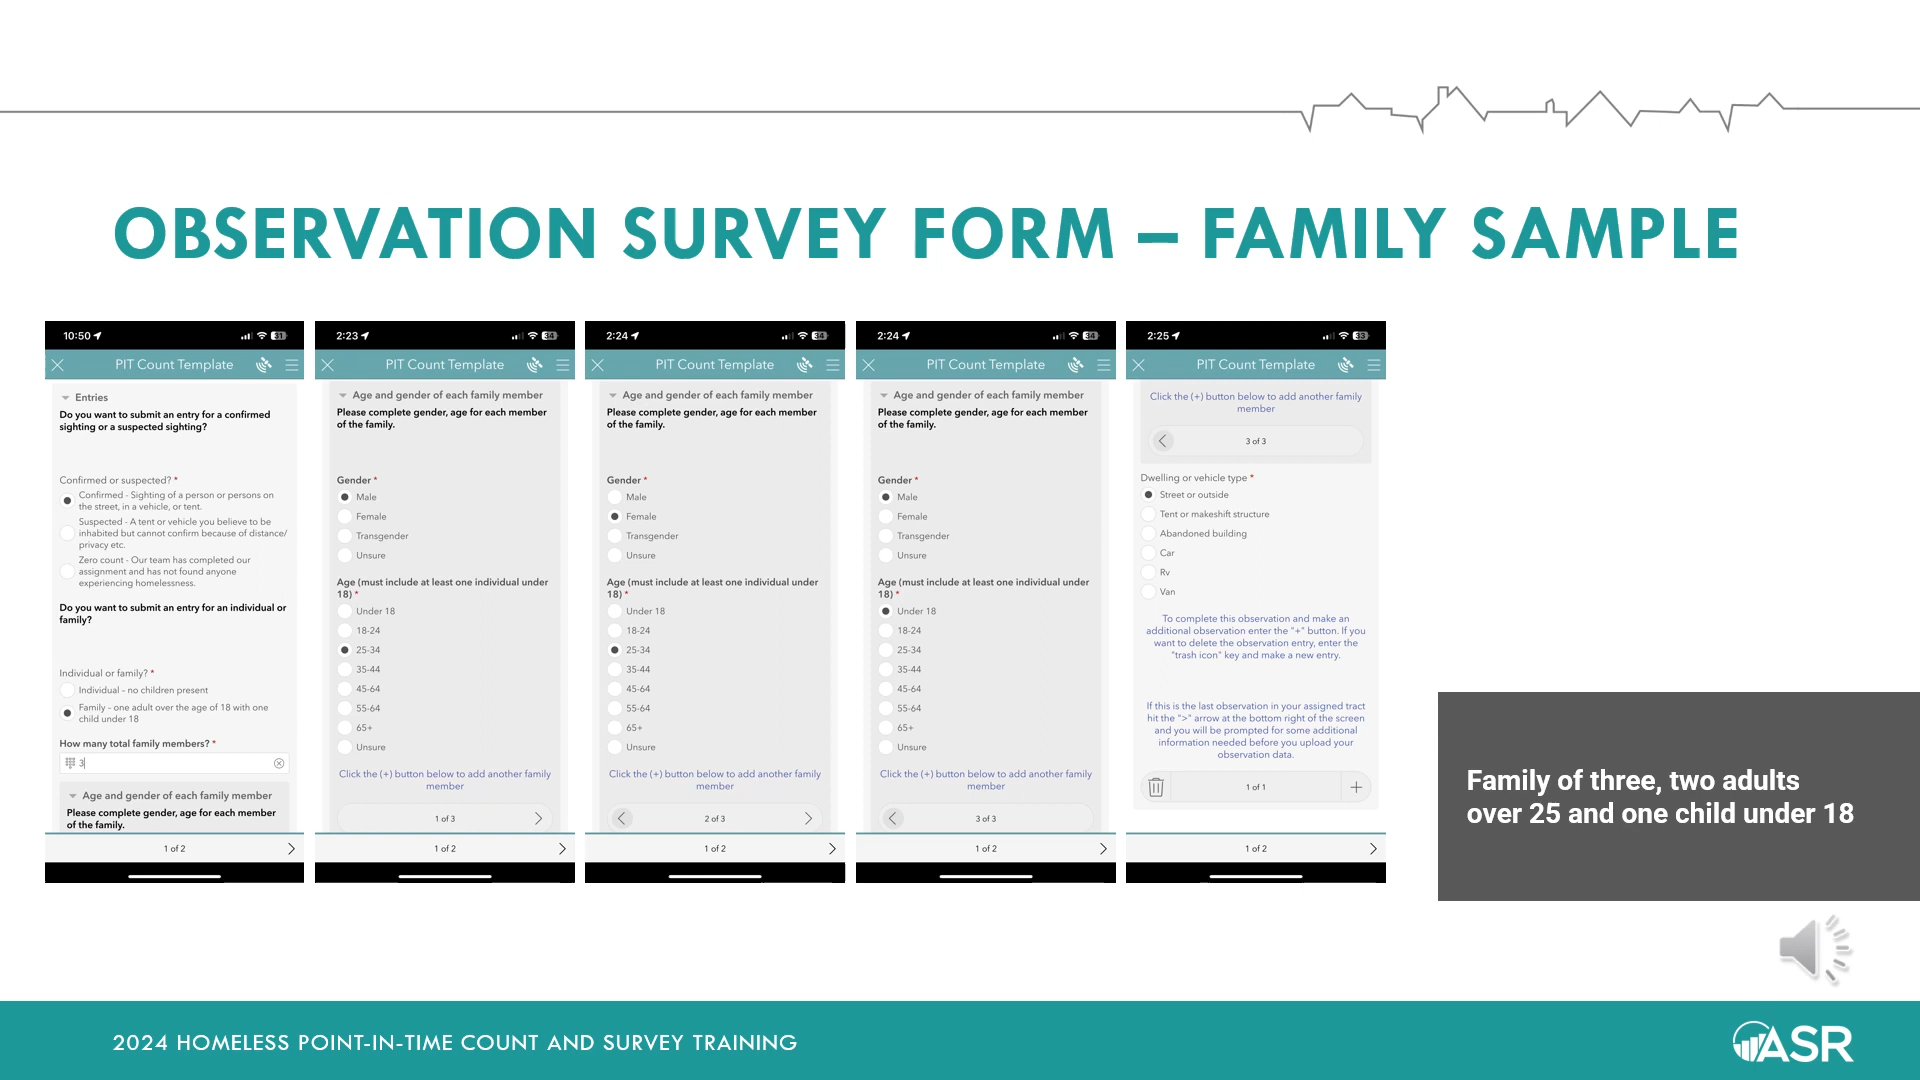 OBSERVATION SURVEY FORM – FAMILY SAMPLE
10:50
31
PIT Count Template
Entries
Do you want to submit an entry for a confirmed
sighting or a suspected sighting?
Confirmed or suspected? *
Confirmed - Sighting of a person or persons on
the street, in a vehicle, or tent.
Suspected - A tent or vehicle you believe to be
inhabited but cannot confirm because of distance/
privacy etc.
Zero count - Our team has completed our
assignment and has not found anyone
experiencing homelessness.
Do you want to submit an entry for an individual or
family?
Individual or family? *
Individual – no children present
Family – one adult over the age of 18 with one
child under 18
How many total family members? *
3
Age and gender of each family member
Please complete gender, age for each member
of the family.
1 of 2
2:23
34
PIT Count Template
Age and gender of each family member
Please complete gender, age for each member
of the family.
Gender *
Male
Female
Transgender
Unsure
Age (must include at least one individual under
18) *
Under 18
18-24
25-34
35-44
45-64
55-64
65+
Unsure
Click the (+) button below to add another family
member
1 of 3
1 of 2
2:24
34
PIT Count Template
Age and gender of each family member
Please complete gender, age for each member
of the family.
Gender *
Male
Female
Transgender
Unsure
Age (must include at least one individual under
18) *
Under 18
18-24
25-34
35-44
45-64
55-64
65+
Unsure
Click the (+) button below to add another family
member
2 of 3
1 of 2
2:24
34
PIT Count Template
Age and gender of each family member
Please complete gender, age for each member
of the family.
Gender *
Male
Female
Transgender
Unsure
Age (must include at least one individual under
18) *
Under 18
18-24
25-34
35-44
45-64
55-64
65+
Unsure
Click the (+) button below to add another family
member
3 of 3
1 of 2
2:25
33
PIT Count Template
Click the (+) button below to add another family
member
3 of 3
Dwelling or vehicle type *
Street or outside
Tent or makeshift structure
Abandoned building
Car
Rv
Van
To complete this observation and make an
additional observation enter the "+" button. If you
want to delete the observation entry, enter the
"trash icon" key and make a new entry.
If this is the last observation in your assigned tract
hit the ">" arrow at the bottom right of the screen
and you will be prompted for some additional
information needed before you upload your
observation data.
1 of 1
1 of 2
Family of three, two adults
over 25 and one child under 18
2024 HOMELESS POINT-IN-TIME COUNT AND SURVEY TRAINING
ASR